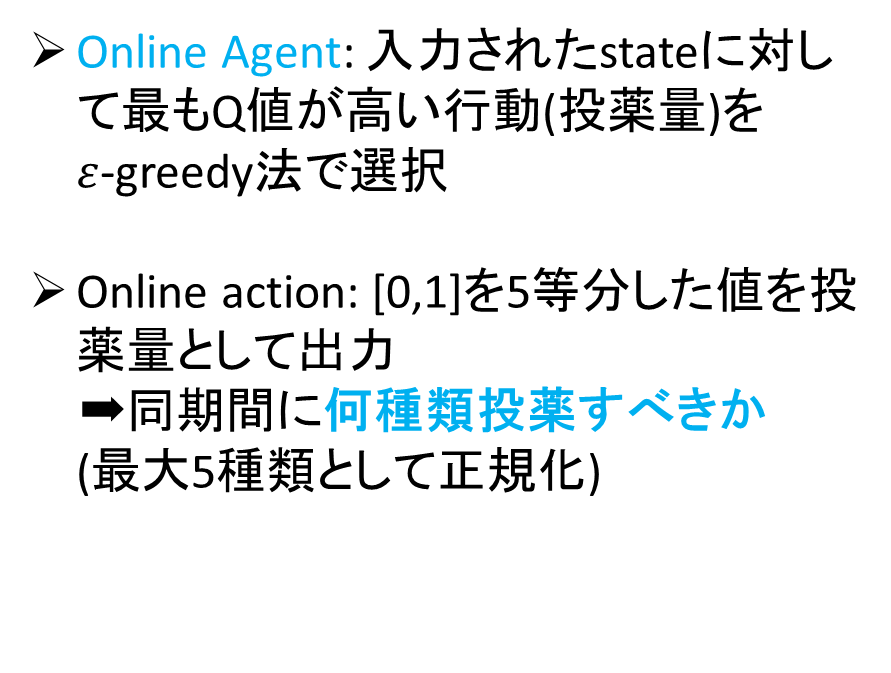 ➢ Online Agent: 入力されたstateに対し
て最もQ値が高い行動(投薬量)を
𝜀-greedy法で選択
➢ Online action: [0,1]を5等分した値を投
薬量として出力
➡同期間に何種類投薬すべきか
(最大5種類として正規化)